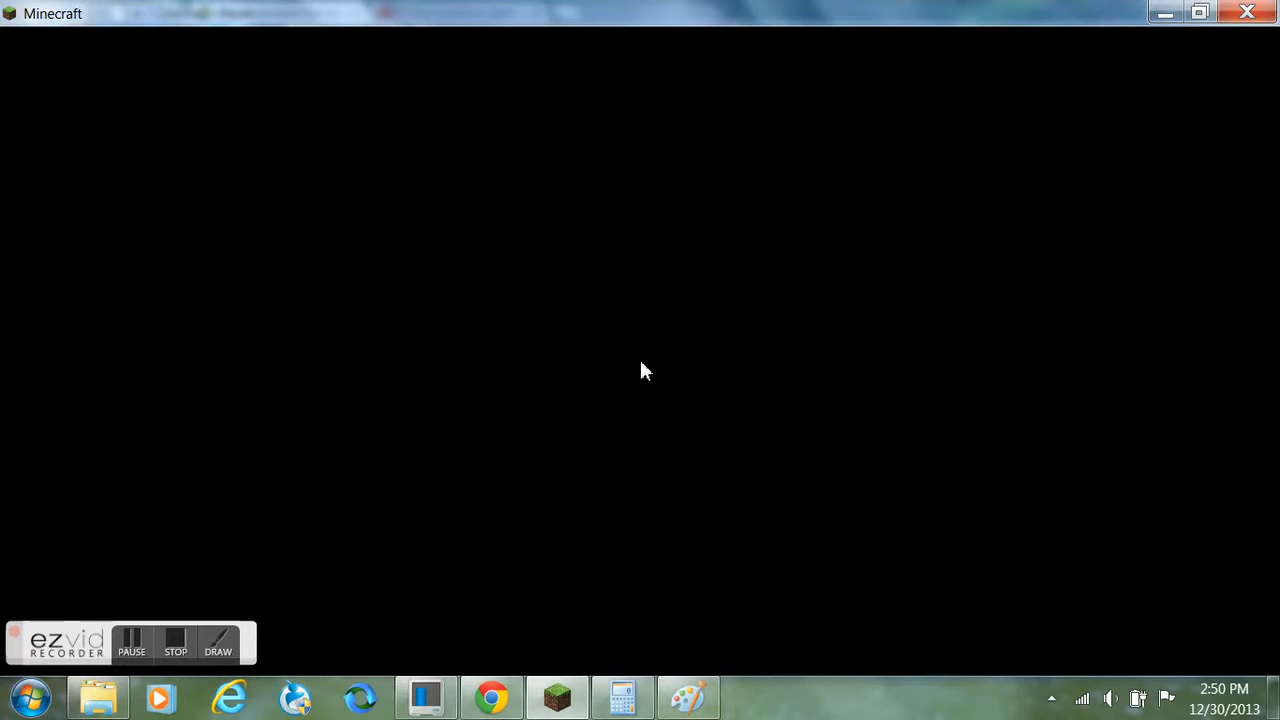 Minecraft
ezvid
RECORDER
PAUSE
STOP
DRAW
2:50 PM
12/30/2013